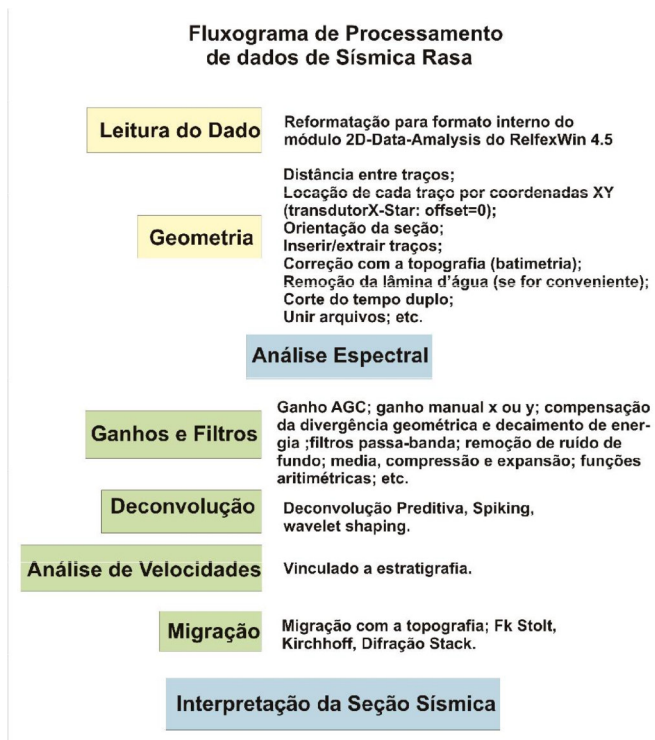 Fluxograma de Processamento
de dados de Sísmica Rasa
Leitura do Dado
Reformatação para formato interno do
módulo 2D-Data-Amalysis do RelfexWin 4.5
Geometria
Distância entre traços;
Locação de cada traço por coordenadas XY
(transdutorX-Star: offset=0);
Orientação da seção;
Inserir/extrair traços;
Correção com a topografia (batimetria);
Remoção da lâmina d'água (se for conveniente);
Corte do tempo duplo;
Unir arquivos; etc.
Análise Espectral
Ganhos e Filtros
Ganho AGC; ganho manual x ou y; compensação
da divergência geométrica e decaimento de ener-
gia ;filtros passa-banda; remoção de ruído de
fundo; media, compressão e expansão; funções
aritimétricas; etc.
Deconvolução
Deconvolução Preditiva, Spiking,
wavelet shaping.
Análise de Velocidades
Vinculado a estratigrafia.
Migração
Migração com a topografia; Fk Stolt,
Kirchhoff, Difração Stack.
Interpretação da Seção Sísmica